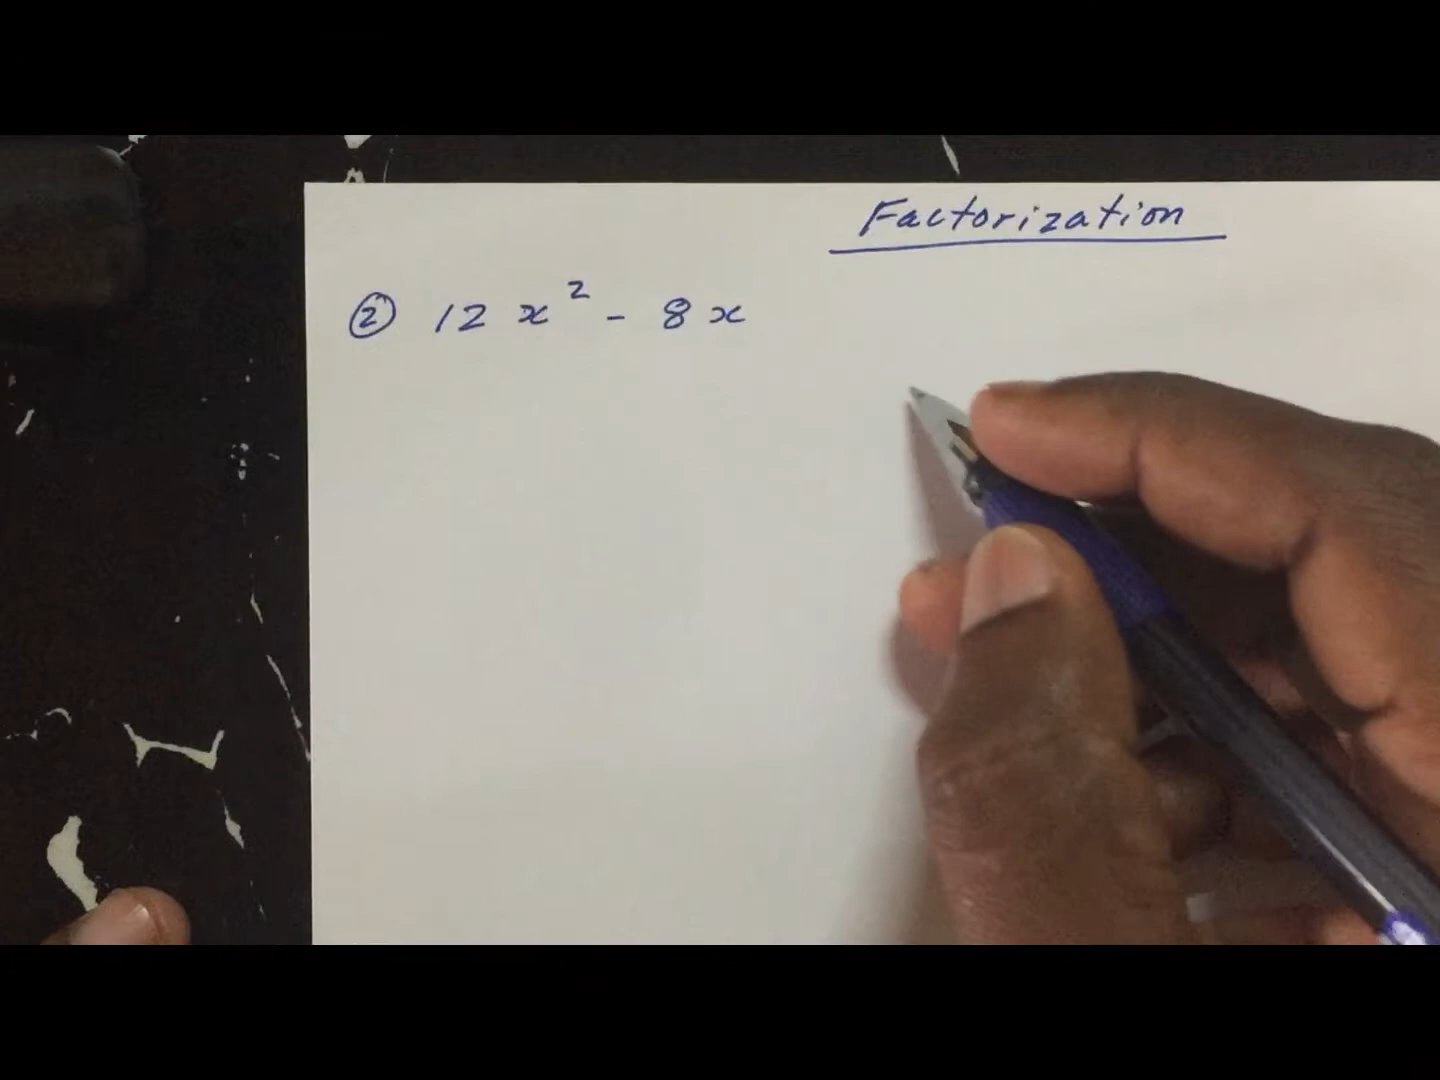 Factorization
② 12x² - 8x